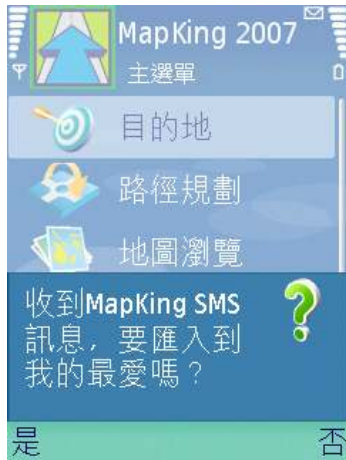 MapKing 2007
主選單
目的地
路徑規劃
地圖瀏覽
收到MapKing SMS
訊息，要匯入到
我的最愛嗎？
是 否